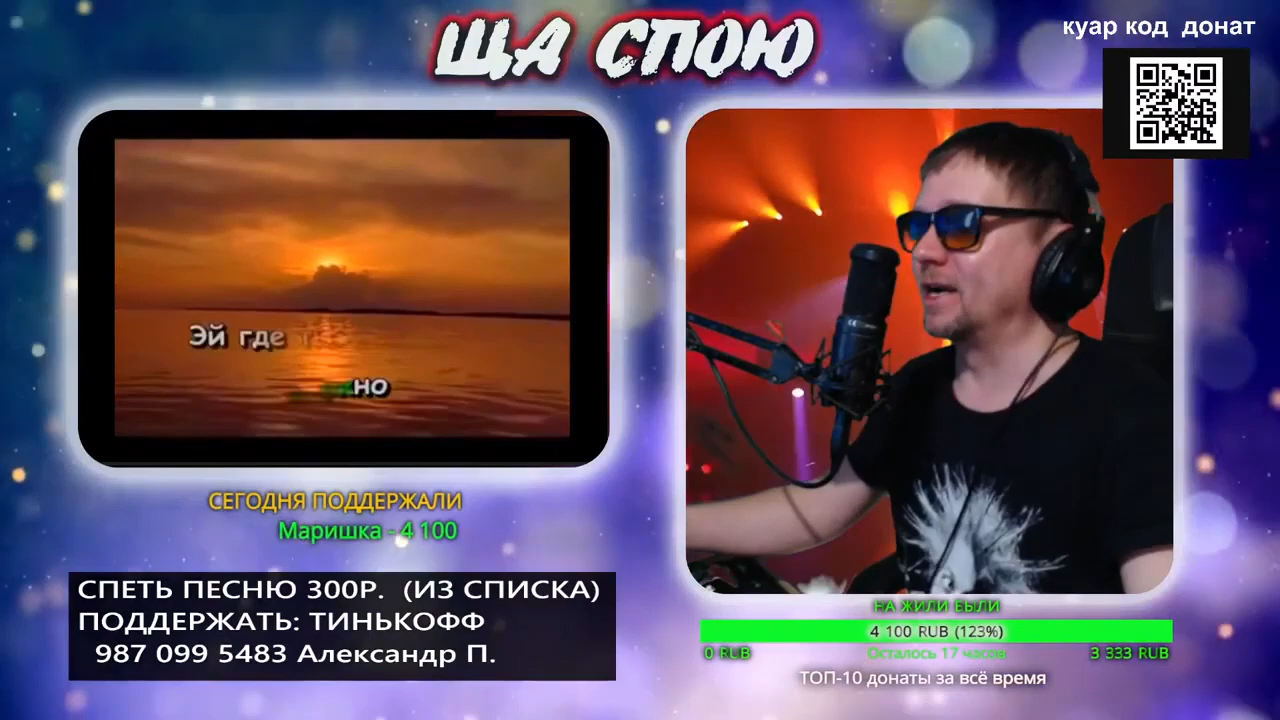 ЩА СПОЮ
куар код донат
Эй где
но
СЕГОДНЯ ПОДДЕРЖАЛИ
Маришка - 4 100
СПЕТЬ ПЕСНЮ 300Р. (ИЗ СПИСКА)
ПОДДЕРЖАТЬ: ТИНЬКОФФ
987 099 5483 Александр П.
НА ЖИЛИ БЫЛИ
4 100 RUB (123%)
0 RUB
Осталось 17 часов
3 333 RUB
ТОП-10 донаты за всё время